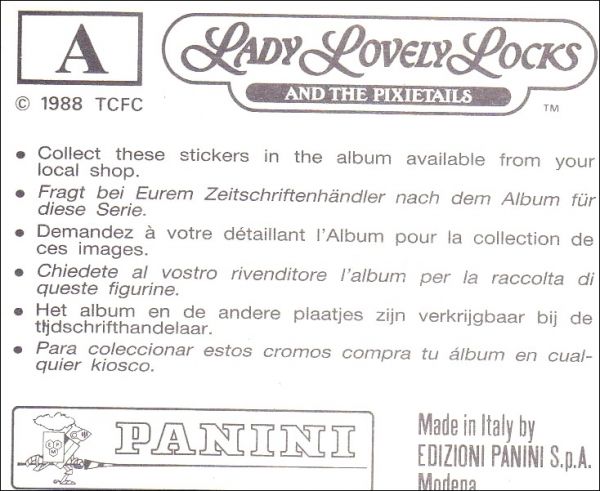 A
LADY LOVELY LOCKS
AND THE PIXIETAILS
TM
© 1988 TCFC
• Collect these stickers in the album available from your
local shop.
• Fragt bei Eurem Zeitschriftenhändler nach dem Album für
diese Serie.
• Demandez à votre détaillant l'Album pour la collection de
ces images.
• Chiedete al vostro rivenditore l'album per la raccolta di
queste figurine.
• Het album en de andere plaatjes zijn verkrijgbaar bij de
tijdschrifthandelaar.
• Para coleccionar estos cromos compra tu álbum en cual-
quier kiosco.
PANINI
Made in Italy by
EDIZIONI PANINI S.p.A.
Modena